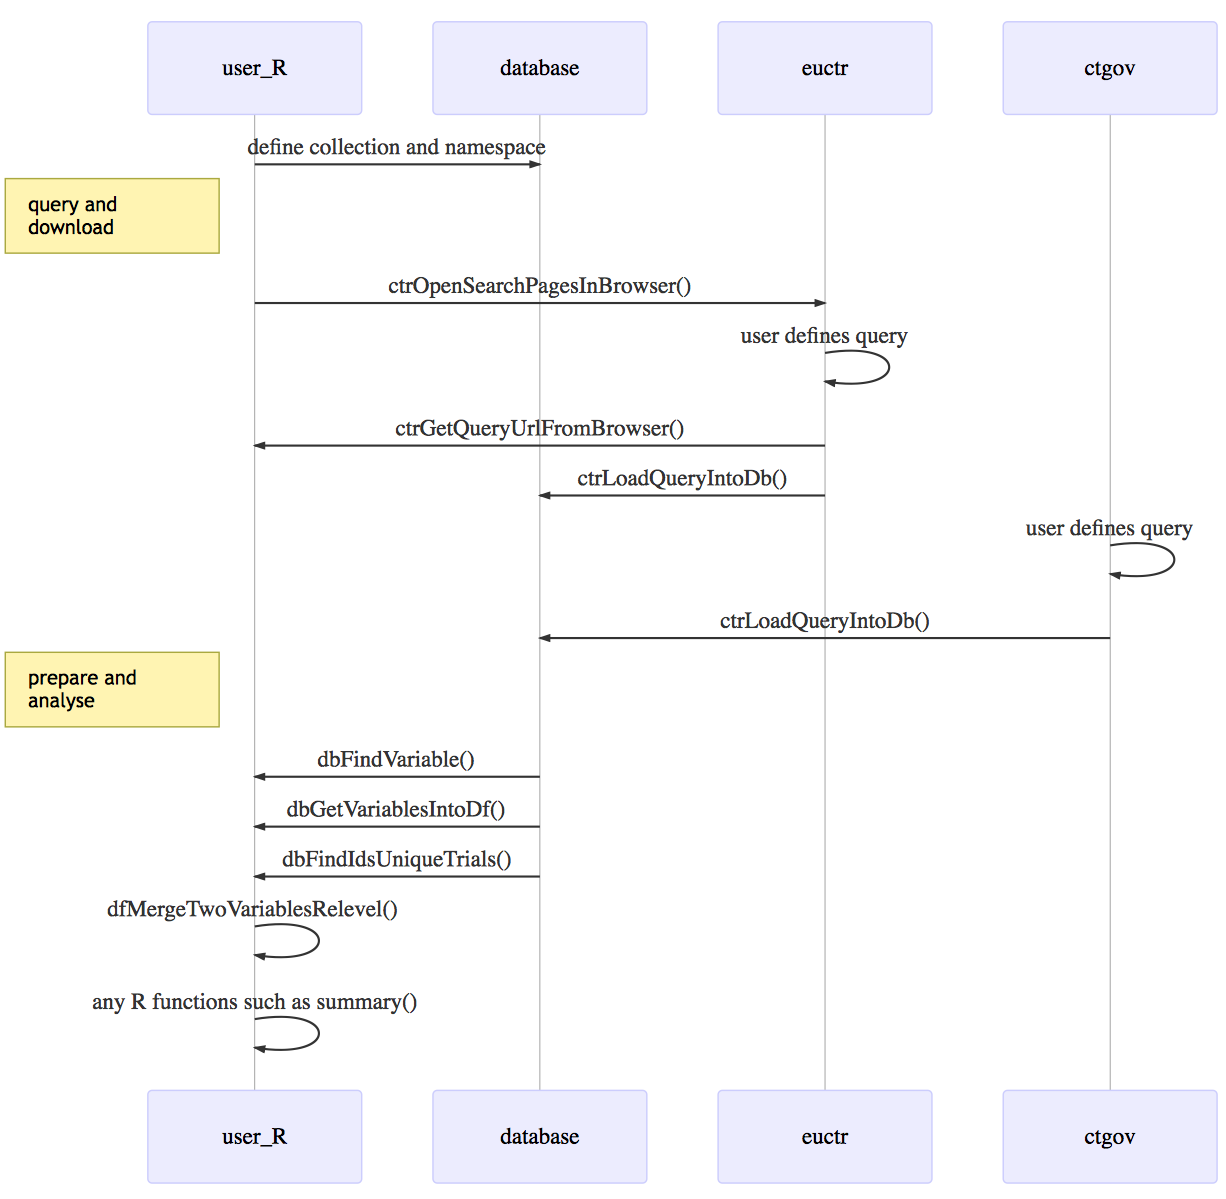 user_R
database
euctr
ctgov
define collection and namespace
query and
download
ctrOpenSearchPagesInBrowser()
user defines query
ctrGetQueryUrlFromBrowser()
ctrLoadQueryIntoDb()
user defines query
ctrLoadQueryIntoDb()
prepare and
analyse
dbFindVariable()
dbGetVariablesIntoDf()
dbFindIdsUniqueTrials()
dfMergeTwoVariablesRelevel()
any R functions such as summary()
user_R
database
euctr
ctgov